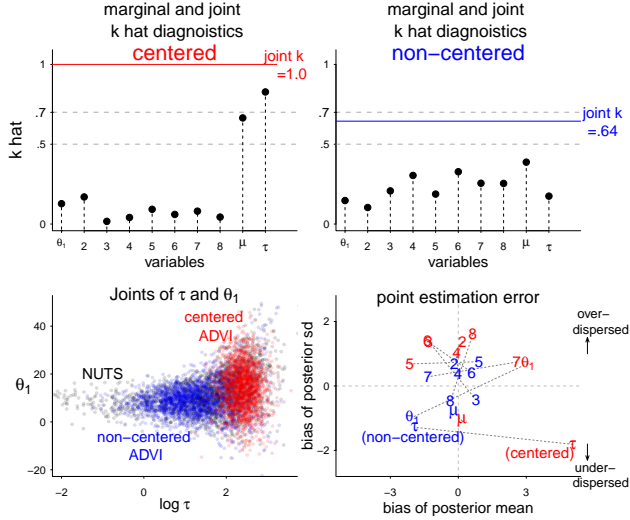 marginal and joint
k hat diagnostics
centered
joint k
=1.0
1
.7
.5
0
k hat
θ1 2 3 4 5 6 7 8 μ τ
variables
marginal and joint
k hat diagnostics
non−centered
joint k
=.64
1
.7
.5
0
θ1 2 3 4 5 6 7 8 μ τ
variables
Joints of τ and θ1
centered
ADVI
NUTS
non−centered
ADVI
θ1
40
20
0
−20
−2 0 2
log τ
point estimation error
over−
dispersed
under−
dispersed
bias of posterior sd
2
0
−2
8
2
4
5
7θ1
2
5
7
4
6
8
3
θ1
μ
μ
τ
(non−centered)
τ
(centered)
−3 0 3
bias of posterior mean